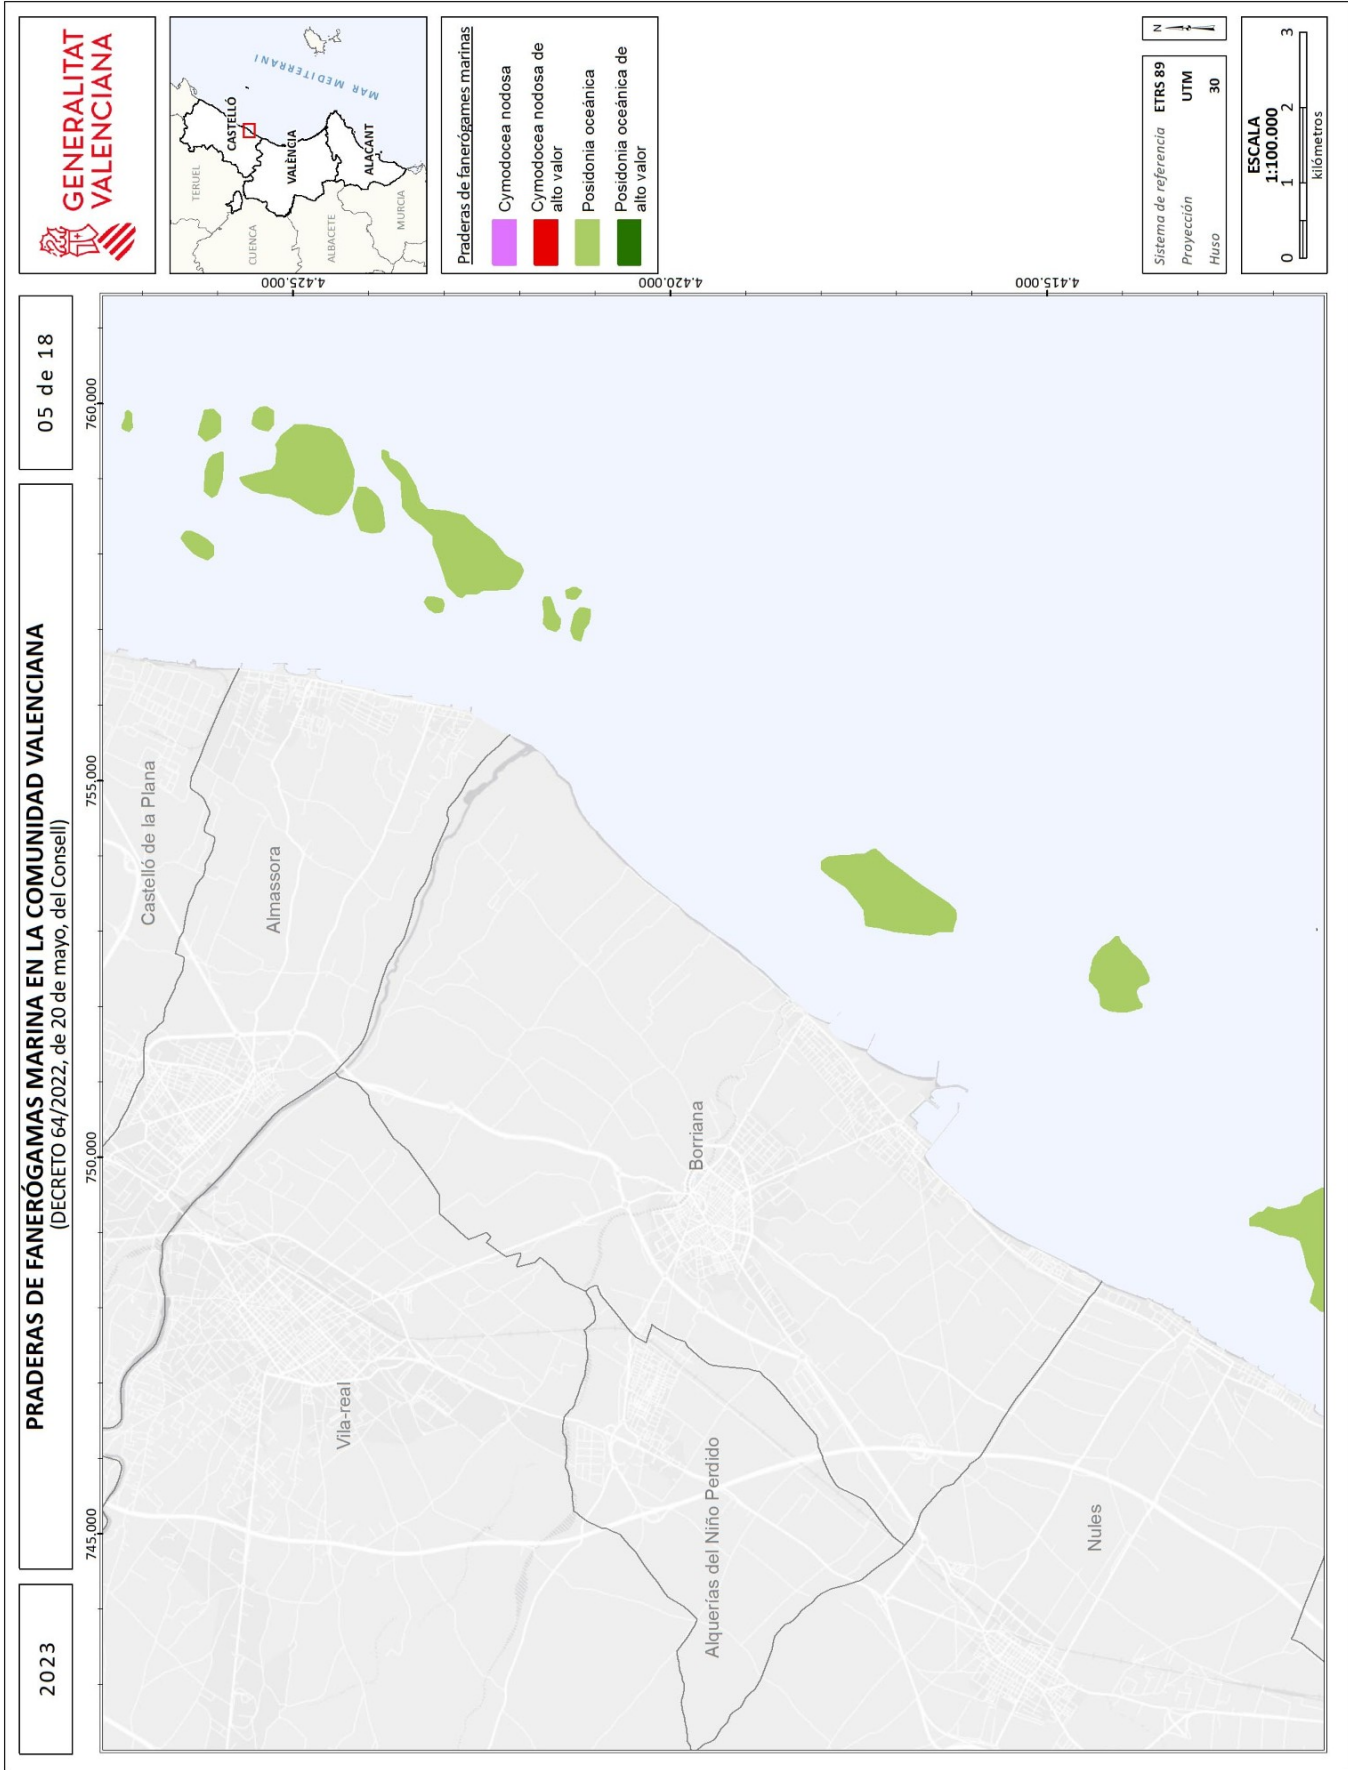 2023
PRADERAS DE FANERÓGAMAS MARINA EN LA COMUNIDAD VALENCIANA
(DECRETO 64/2022, de 20 de mayo, del Consell)
05 de 18
GENERALITAT
VALENCIANA
745.000
750.000
755.000
760.000
4.425.000
4.420.000
4.415.000
Castelló de la Plana
Almassora
Vila-real
Borriana
Alquerías del Niño Perdido
Nules
TERUEL
CASTELLÓ
CUENCA
VALÈNCIA
ALBACETE
ALACANT
MURCIA
MAR MEDITERRANI
Praderas de fanerógames marinas
Cymodocea nodosa
Cymodocea nodosa de
alto valor
Posidonia oceánica
Posidonia oceánica de
alto valor
Sistema de referencia ETRS 89
Proyección UTM
Huso 30
N
ESCALA
1:100.000
0 1 2 3
kilómetros